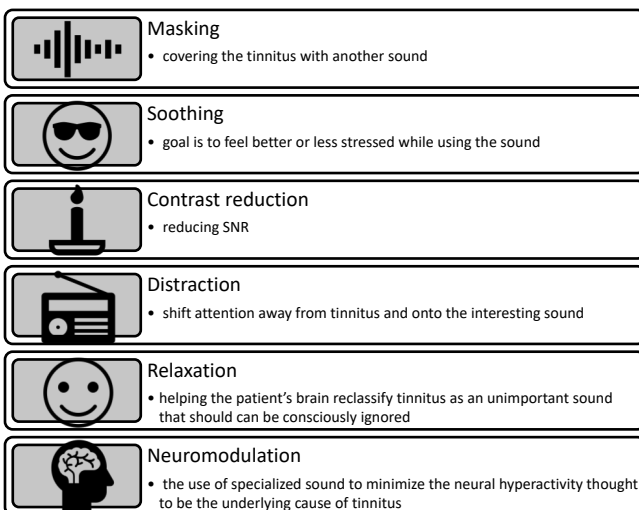 Masking
• covering the tinnitus with another sound
Soothing
• goal is to feel better or less stressed while using the sound
Contrast reduction
• reducing SNR
Distraction
• shift attention away from tinnitus and onto the interesting sound
Relaxation
• helping the patient's brain reclassify tinnitus as an unimportant sound
that should can be consciously ignored
Neuromodulation
• the use of specialized sound to minimize the neural hyperactivity thought
to be the underlying cause of tinnitus